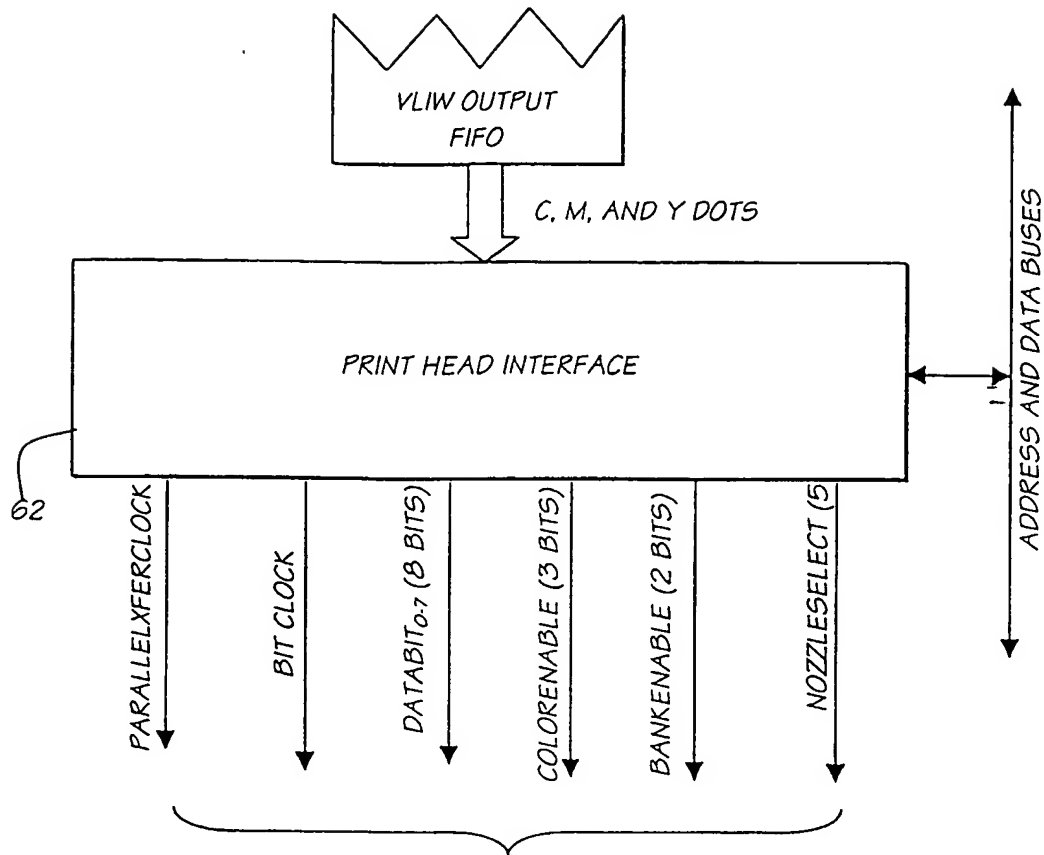 VLIW OUTPUT
FIFO
C, M, AND Y DOTS
ADDRESS AND DATA BUSES
PRINT HEAD INTERFACE
62
PARALLELXFERCLOCK
BIT CLOCK
DATABIT0-7 (8 BITS)
COLORENABLE (3 BITS)
BANKENABLE (2 BITS)
NOZZLESELECT (5